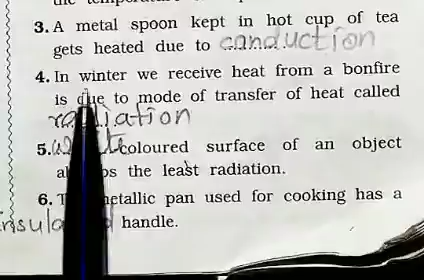 3. A metal spoon kept in hot cup of tea
gets heated due to conduction
4. In winter we receive heat from a bonfire
is due to mode of transfer of heat called
radiation
5. coloured surface of an object
the least radiation.
6. metallic pan used for cooking has a
handle.